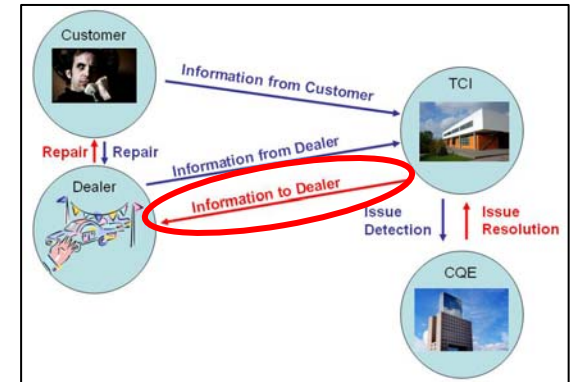 Customer
Information from Customer
TCI
Repair
Repair
Information from Dealer
Dealer
Information to Dealer
Issue
Detection
Issue
Resolution
CQE